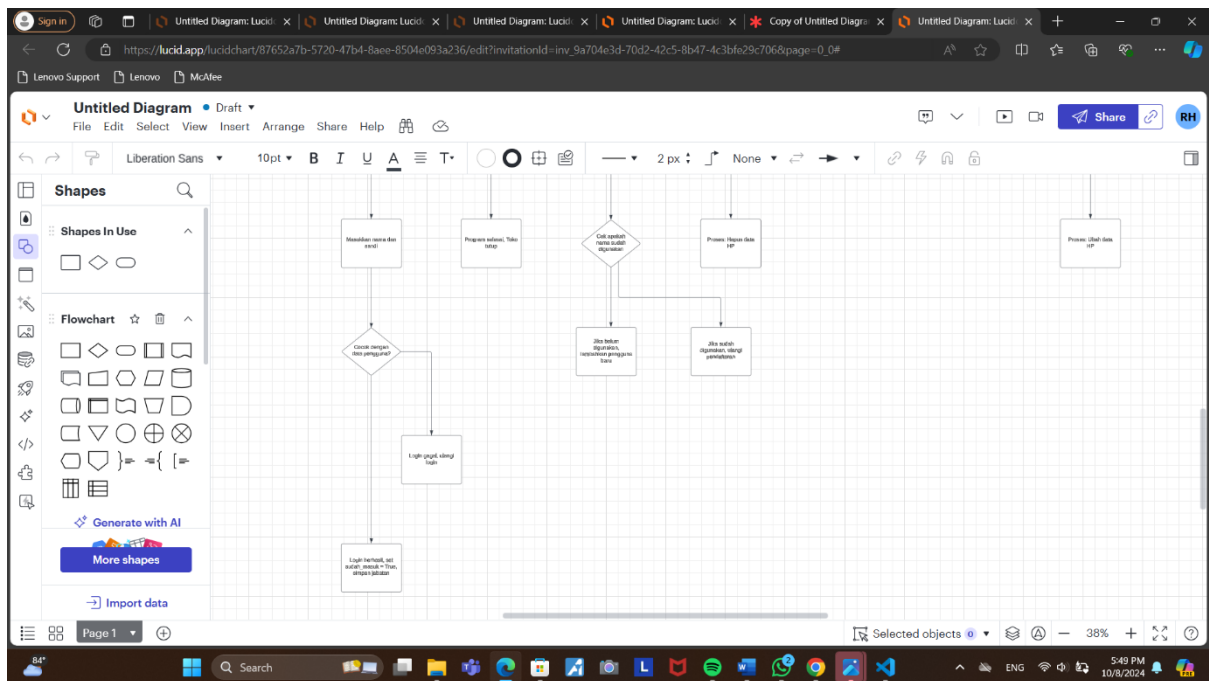 Sign in
Untitled Diagram: Lucid
Untitled Diagram: Lucid
Untitled Diagram: Lucid
Untitled Diagram: Lucid
Copy of Untitled Diagra
Untitled Diagram: Lucid
https://lucid.app/lucidchart/87652a7b-5720-47b4-8aee-8504e093a236/edit?invitationId=inv_9a704e3d-70d2-42c5-8b47-4c3bfe29c706&page=0_0#
Lenovo Support
Lenovo
McAfee
Untitled Diagram
Draft
File Edit Select View Insert Arrange Share Help
Share
RH
Liberation Sans
10pt
B I U A T
2 px
None
Shapes
Shapes In Use
Flowchart
Generate with AI
More shapes
Import data
Masukkan nama dan
sandi
Program selesai, Toko
tutup
Cek apakah
nama sudah
digunakan
Proses: Hapus data
HP
Proses: Ubah data
HP
Cocok dengan
data pengguna?
Jika belum
digunakan,
tambahkan pengguna
baru
Jika sudah
digunakan, ulangi
pendaftaran
Login gagal, ulangi
login
Login berhasil, set
sudah_masuk = True,
simpan jabatan
Page 1
Selected objects 0
38%
84°
Search
ENG
5:49 PM
10/8/2024